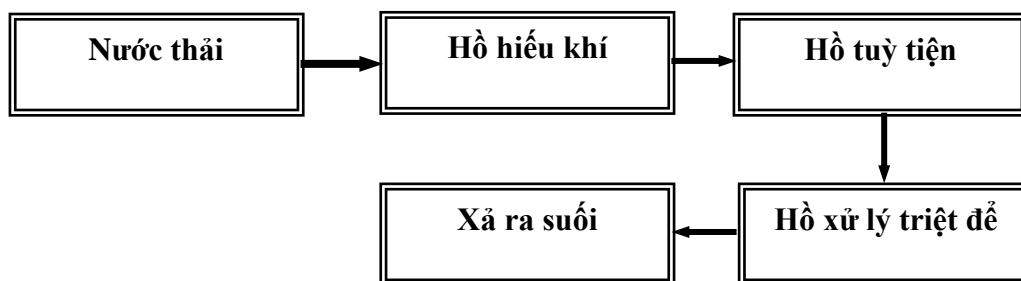 Nước thải
Hồ hiếu khí
Hồ tuỳ tiện
Hồ xử lý triệt để
Xả ra suối